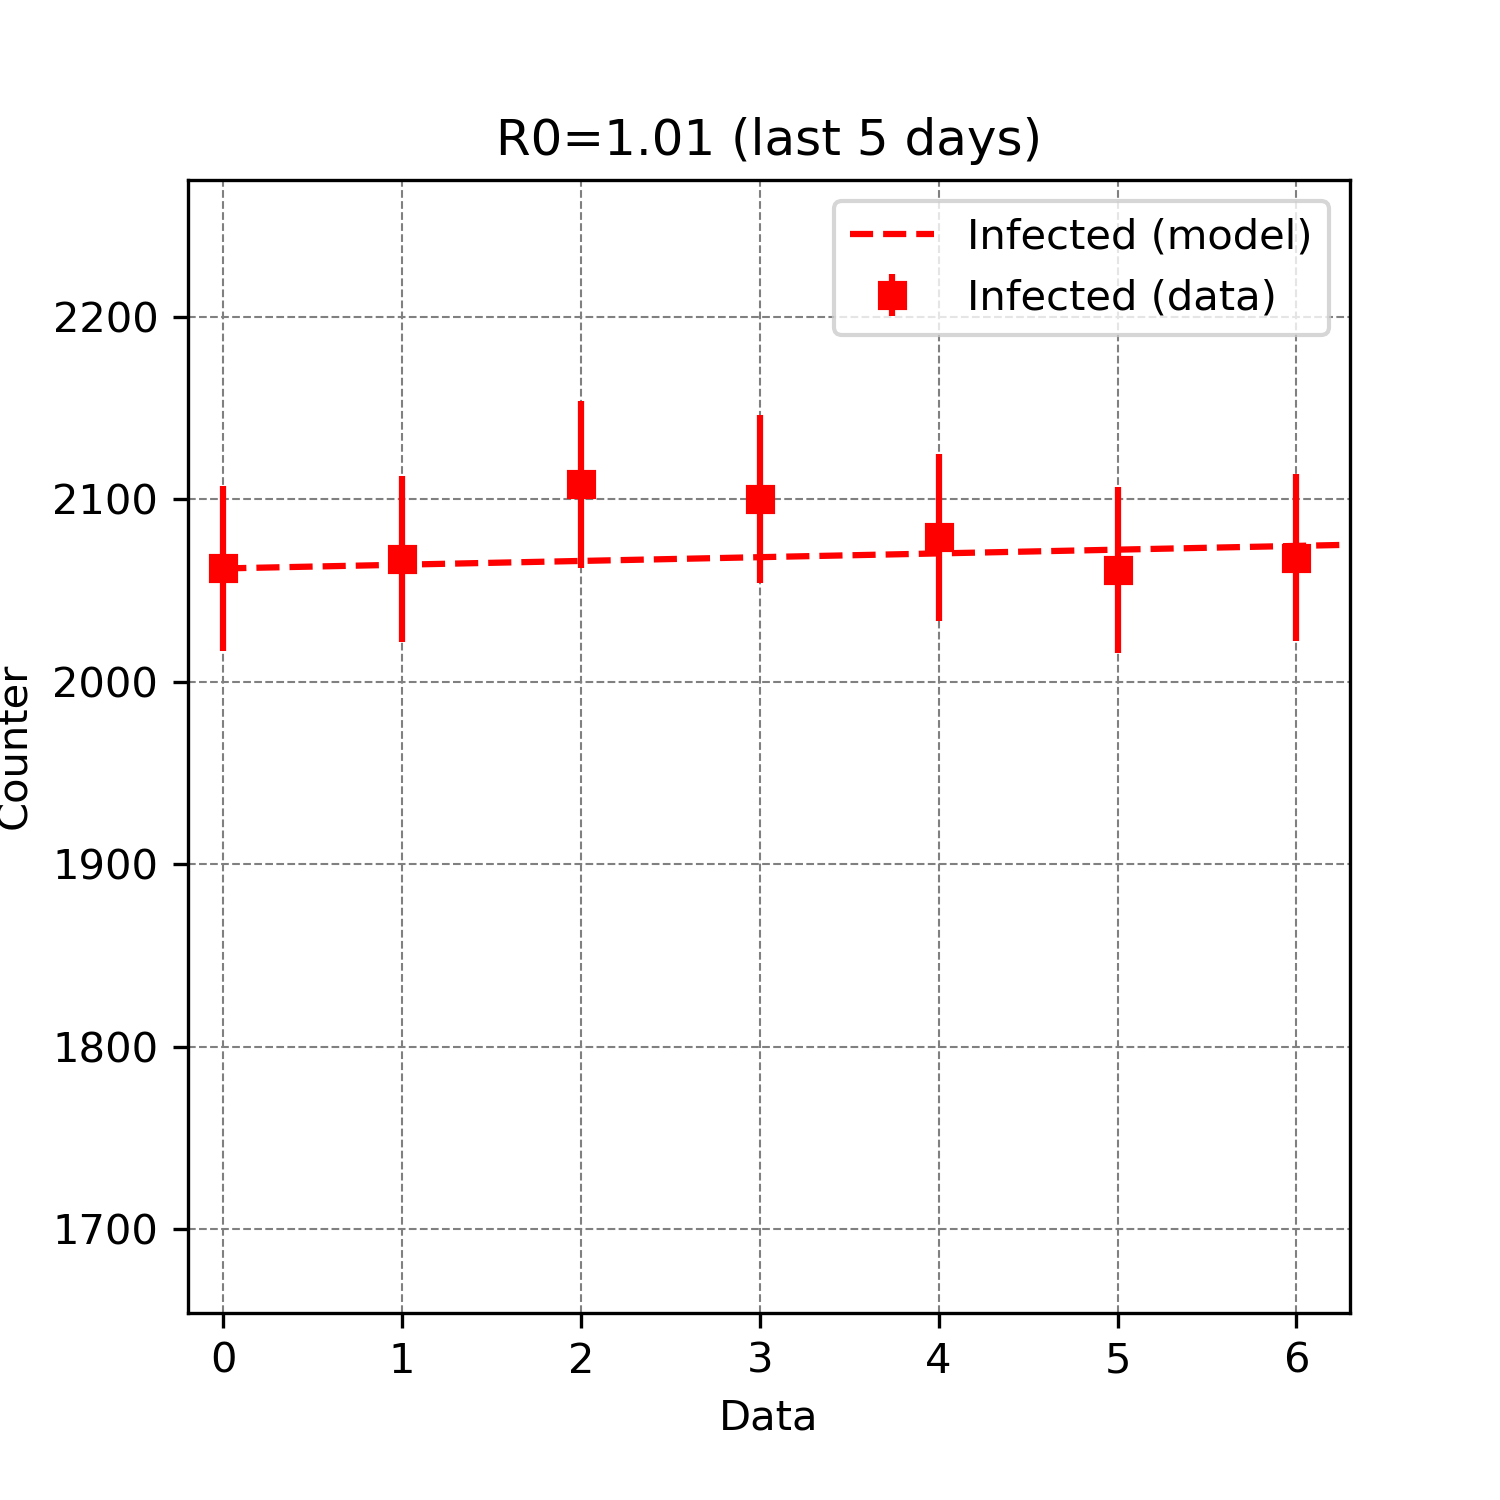 R0=1.01 (last 5 days)
Infected (model)
Infected (data)
2200
2100
2000
1900
1800
1700
Counter
0 1 2 3 4 5 6
Data